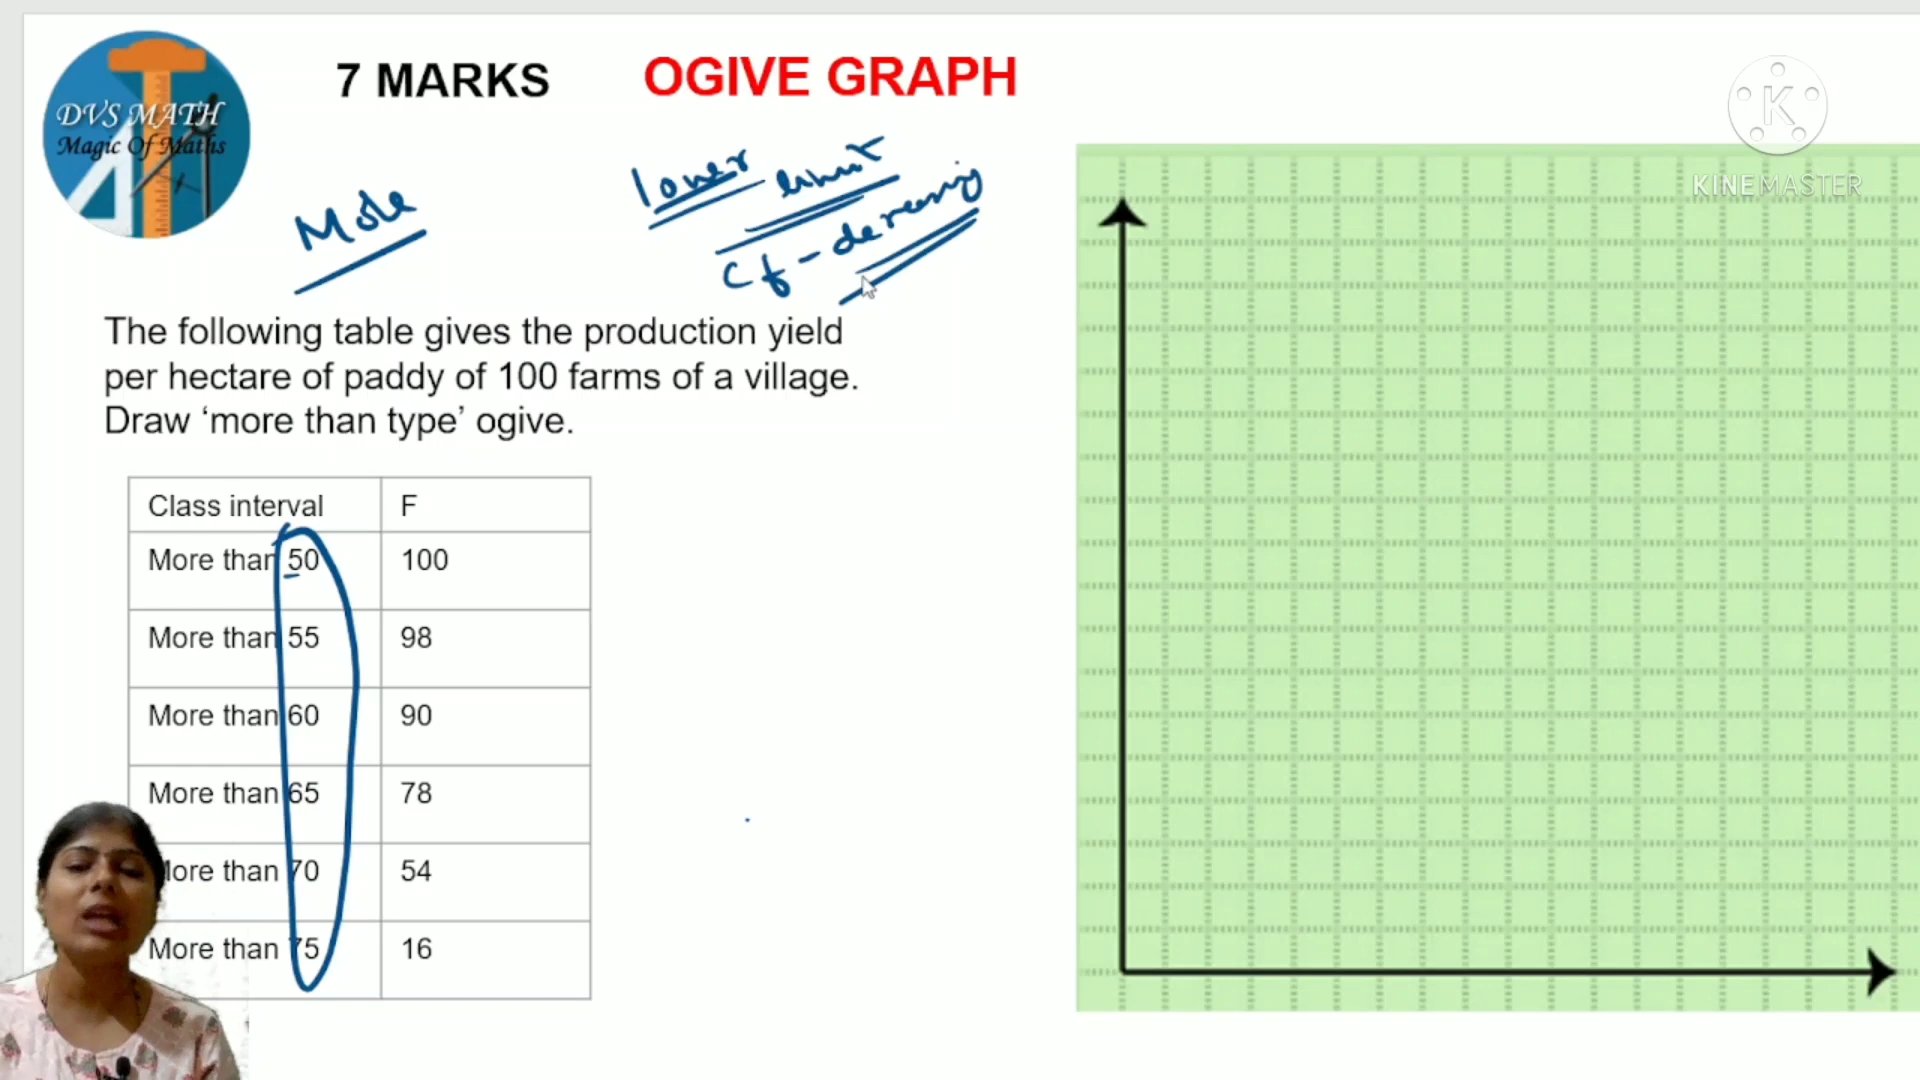 DVS MATH
Magic Of Maths
7 MARKS
OGIVE GRAPH
K
KINEMASTER
More
lower limit
cf - decreasing
The following table gives the production yield
per hectare of paddy of 100 farms of a village.
Draw ‘more than type’ ogive.
Class interval F
More than 50 100
More than 55 98
More than 60 90
More than 65 78
More than 70 54
More than 75 16